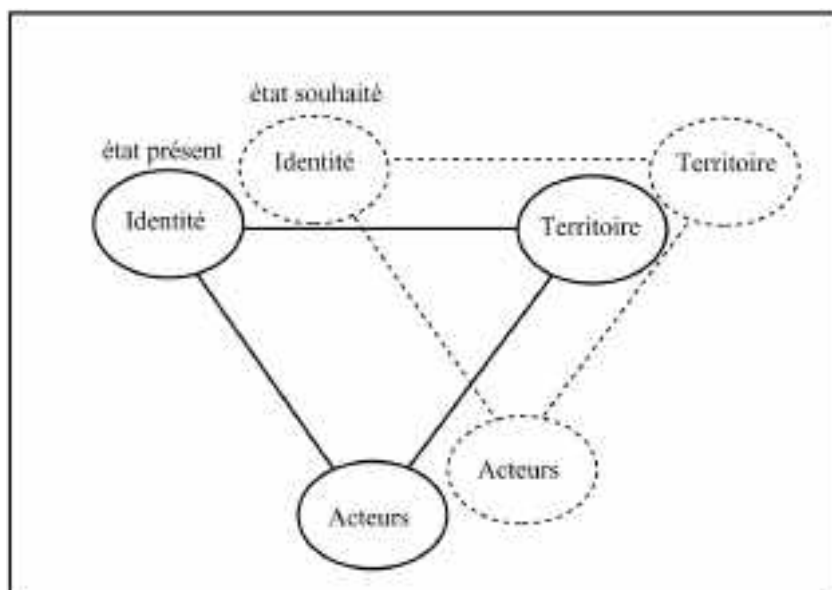 état souhaité
état présent
Identité
Territoire
Identité
Territoire
Acteurs
Acteurs